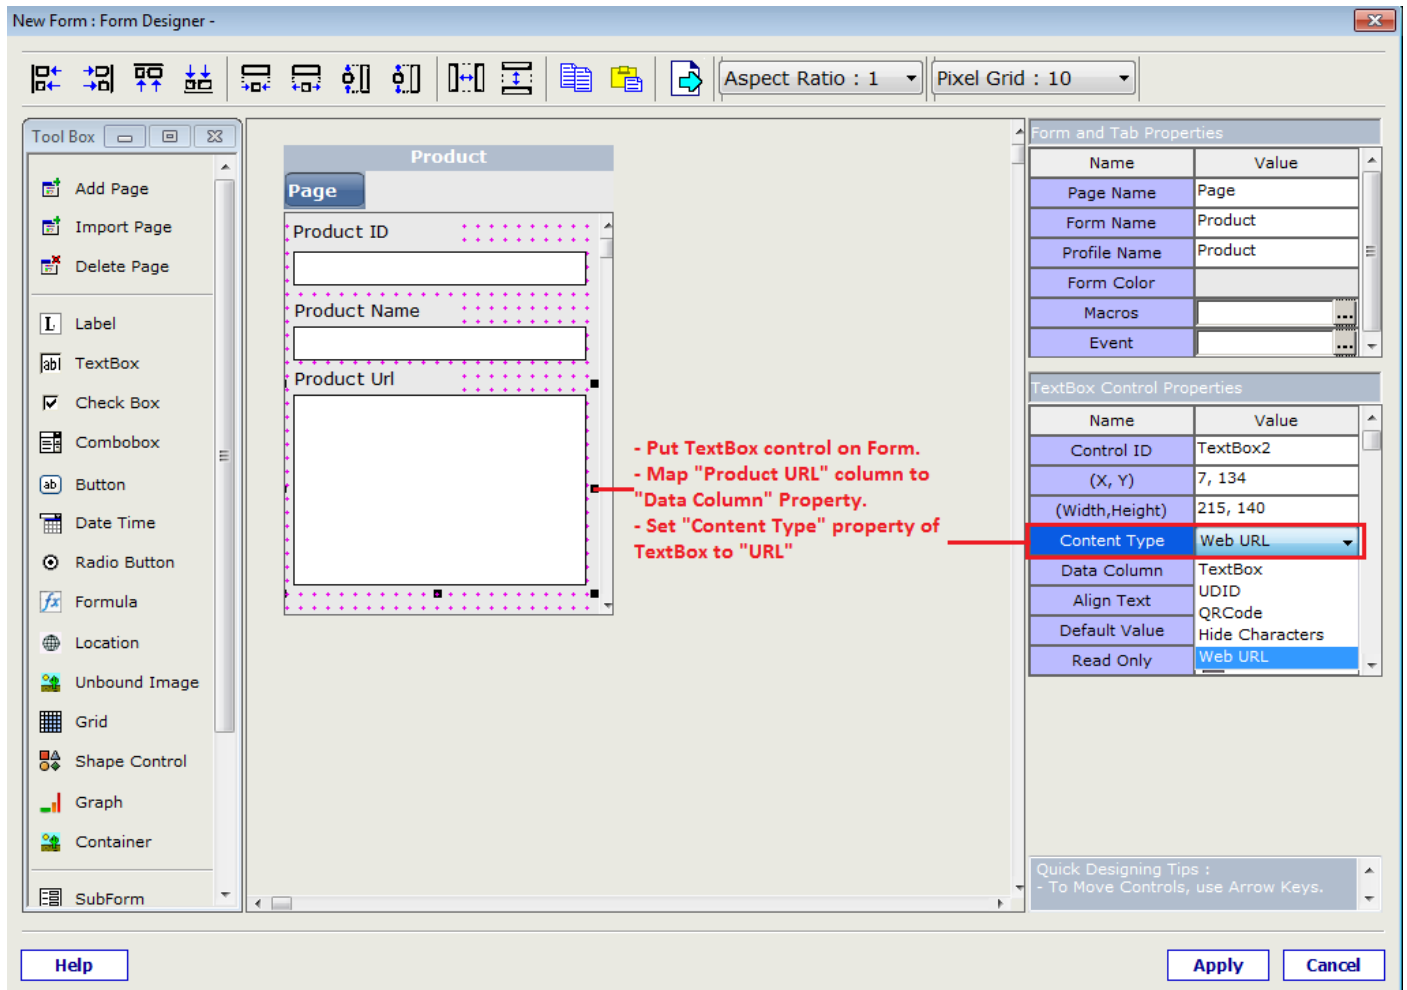 New Form : Form Designer -
Aspect Ratio : 1
Pixel Grid : 10
Tool Box
Add Page
Import Page
Delete Page
L Label
ab TextBox
Check Box
Combobox
ab Button
Date Time
Radio Button
fx Formula
Location
Unbound Image
Grid
Shape Control
Graph
Container
SubForm
Product
Page
Product ID
Product Name
Product Url
- Put TextBox control on Form.
- Map "Product URL" column to
"Data Column" Property.
- Set "Content Type" property of
TextBox to "URL"
Form and Tab Properties
Name Value
Page Name Page
Form Name Product
Profile Name Product
Form Color
Macros ...
Event ...
TextBox Control Properties
Name Value
Control ID TextBox2
(X, Y) 7, 134
(Width,Height) 215, 140
Content Type Web URL
Data Column
Align Text
Default Value
Read Only
TextBox
UDID
QRCode
Hide Characters
Web URL
Quick Designing Tips :
- To Move Controls, use Arrow Keys.
Help
Apply
Cancel